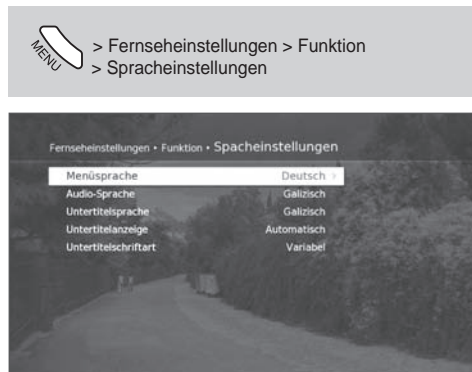 MENU
> Fernseheinstellungen > Funktion
> Spracheinstellungen
Fernseheinstellungen • Funktion • Spacheinstellungen
Menüsprache Deutsch >
Audio-Sprache Galizisch
Untertitelsprache Galizisch
Untertitelanzeige Automatisch
Untertitelschriftart Variabel